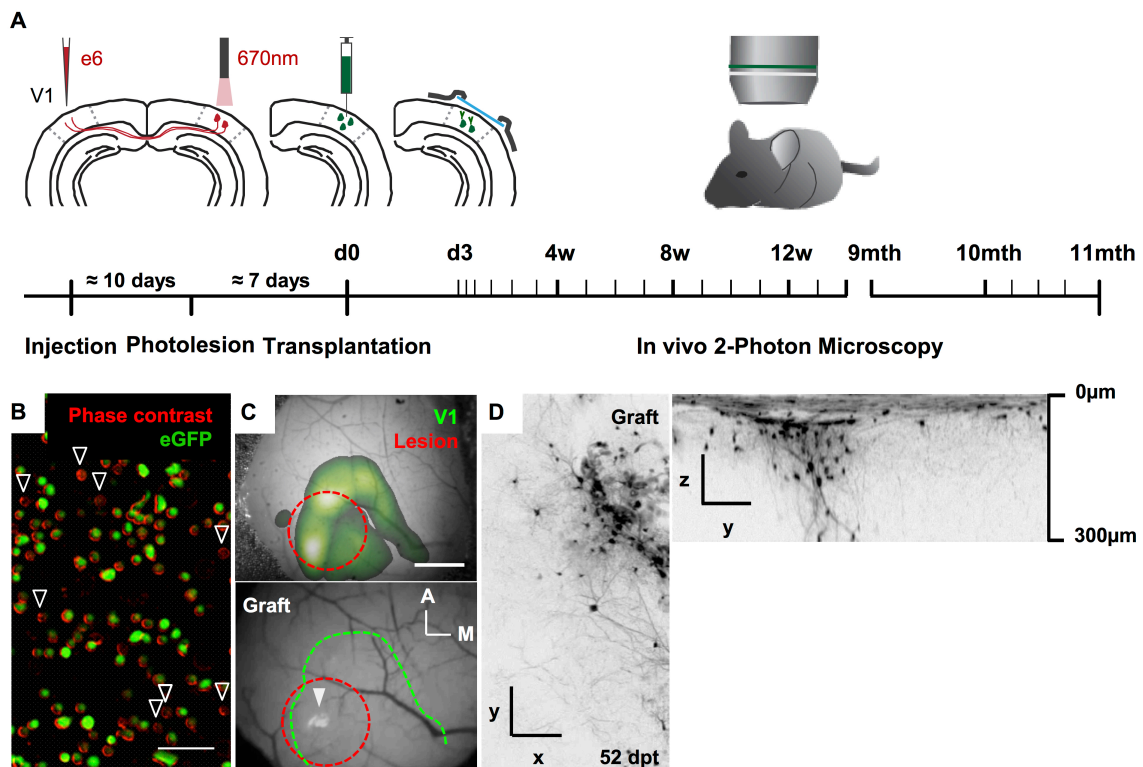 A
e6
670nm
V1
d0
d3
4w
8w
12w
9mth
10mth
11mth
≈ 10 days
≈ 7 days
Injection
Photolesion
Transplantation
In vivo 2-Photon Microscopy
B
Phase contrast
eGFP
C
V1
Lesion
Graft
A
M
D
Graft
y
x
52 dpt
z
y
0µm
300µm